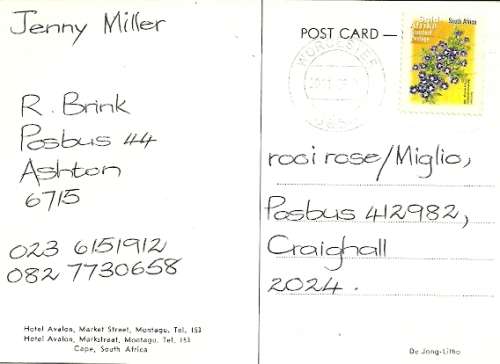 Jenny Miller
R. Brink
Posbus 44
Ashton
6715
023 6151912
082 7730658
Hotel Avalon, Market Street, Montagu, Tel. 153
Hotel Avalon, Markstraat, Montagu, Tel. 153
Cape, South Africa
POST CARD —
South Africa
WORCESTER
rooi rose/Miglio,
Posbus 412982,
Craighall
2024.
De Jong-Litho